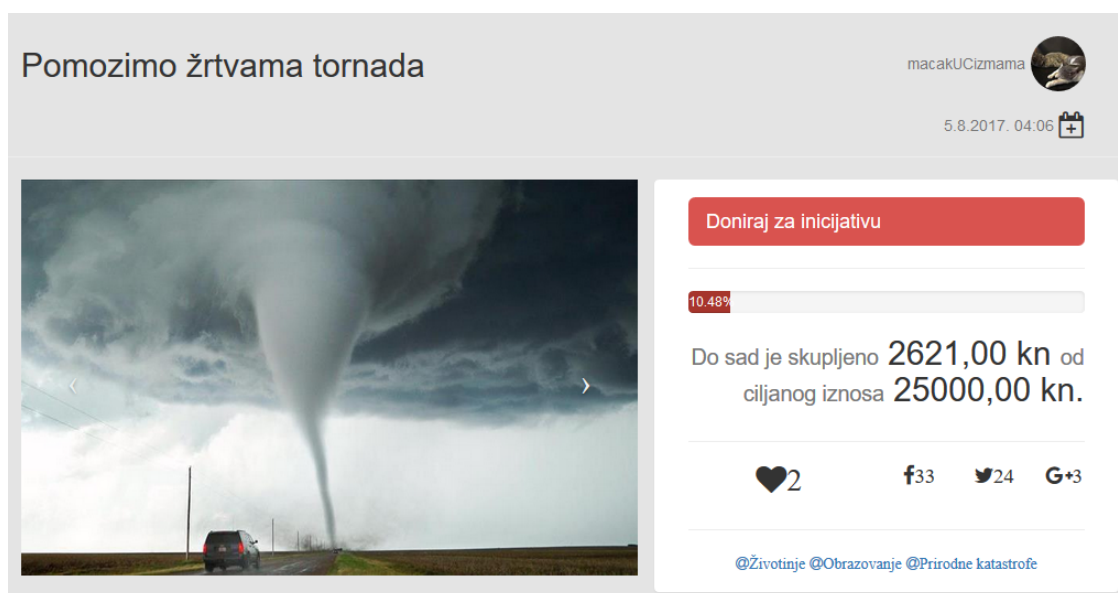 Pomozimo žrtvama tornada
macakUCizmama
5.8.2017. 04:06
Doniraj za inicijativu
10.48%
Do sad je skupljeno 2621,00 kn od
ciljanog iznosa 25000,00 kn.
2 33 24 G+3
@Životinje @Obrazovanje @Prirodne katastrofe